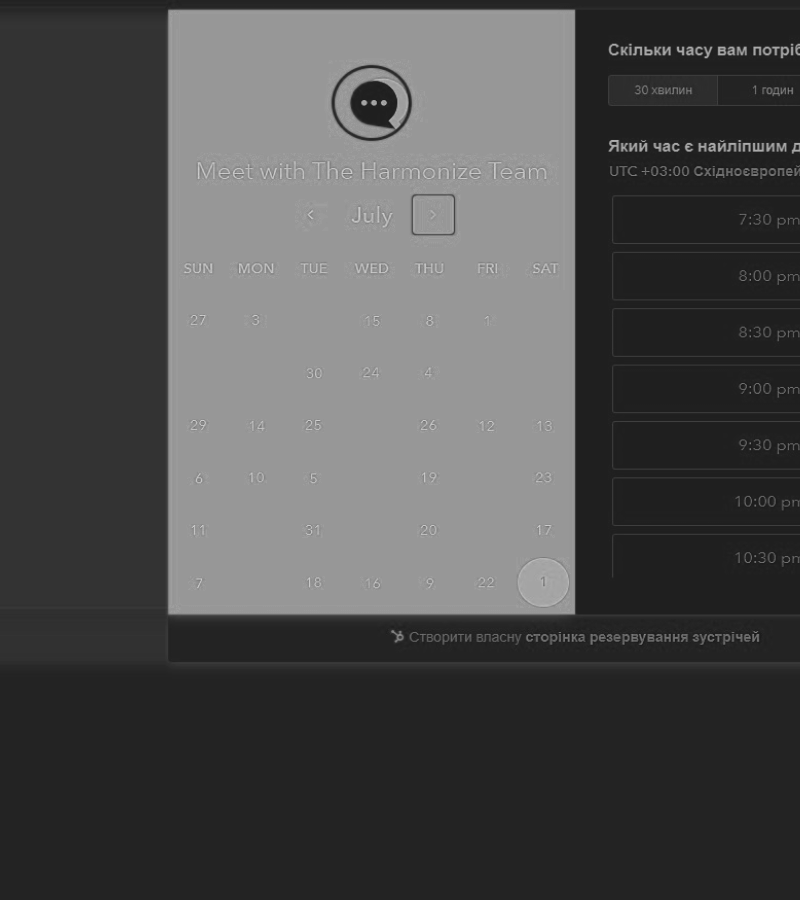 Meet with The Harmonize Team
‹ July ›
SUN MON TUE WED THU FRI SAT
27 3 15 8 1
30 24 4
29 14 25 26 12 13
6 10 5 19 23
11 31 20 17
7 18 16 9 22 1
Скільки часу вам потріб
30 хвилин 1 годин
Який час є найліпшим д
UTC +03:00 Східноєвропей
7:30 pm
8:00 pm
8:30 pm
9:00 pm
9:30 pm
10:00 pm
10:30 pm
Створити власну сторінка резервування зустрічей